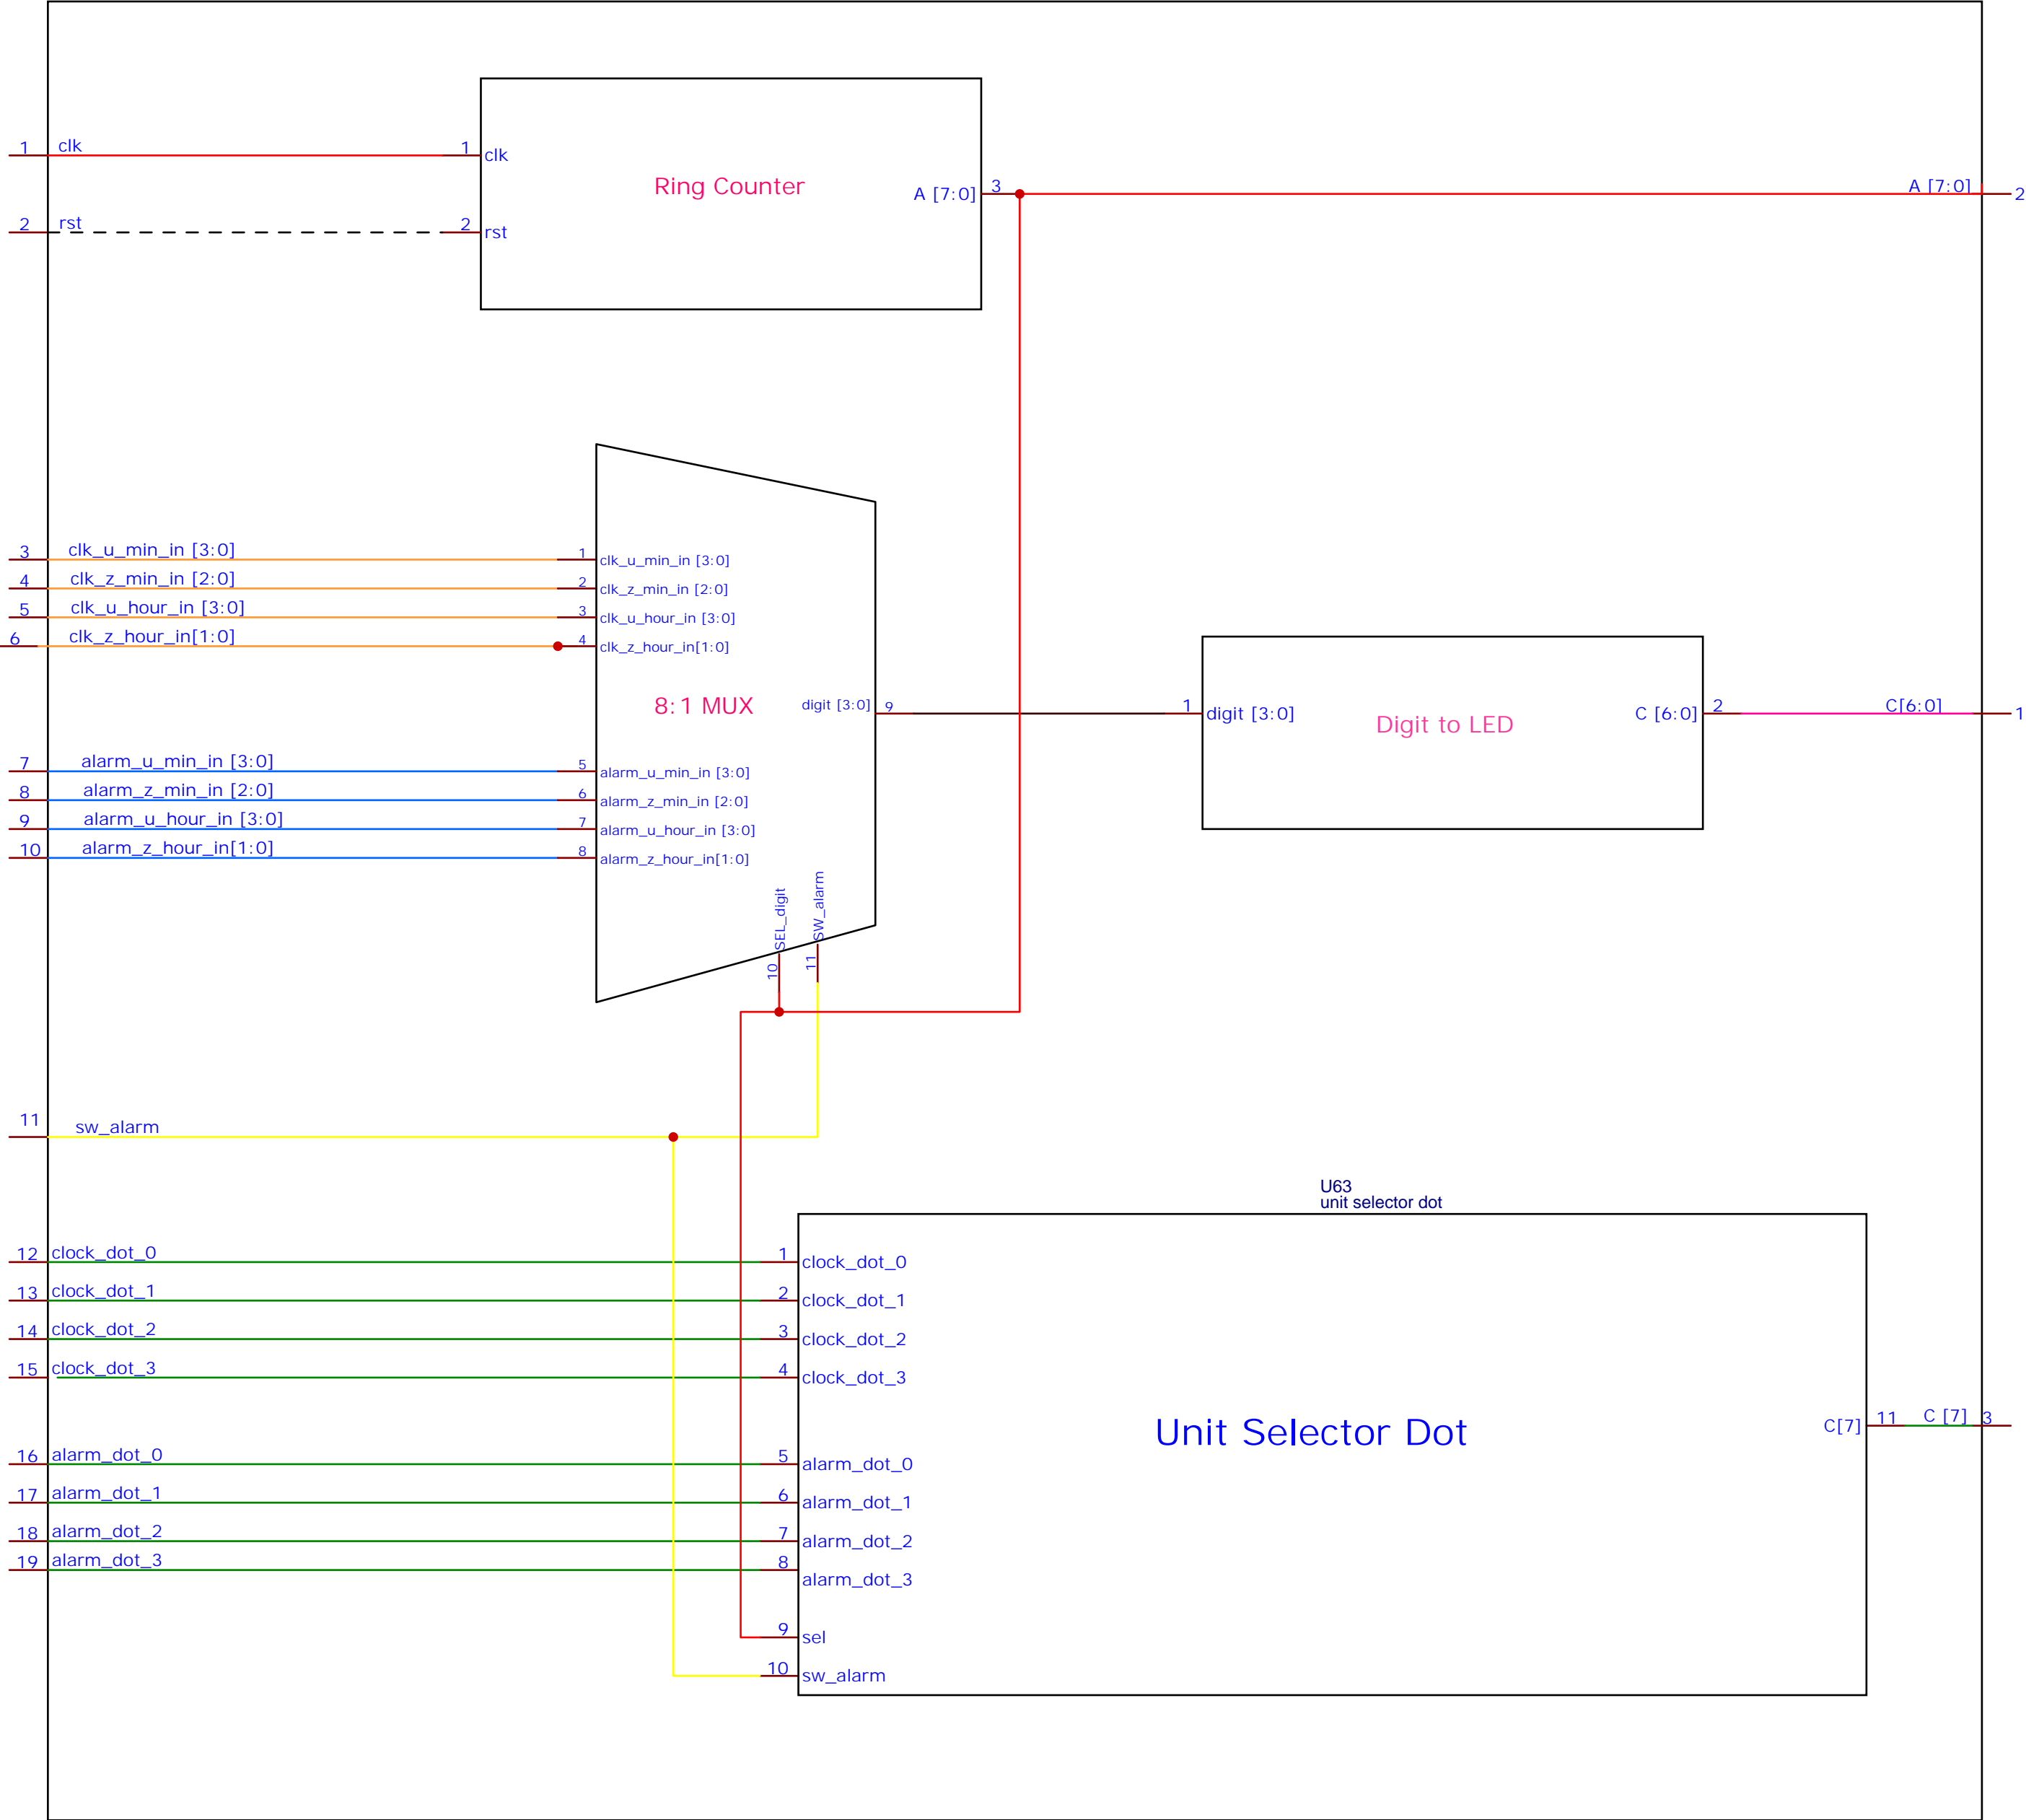 1 clk 1 clk
Ring Counter
A [7:0] 3 A [7:0] 2
2 rst 2 rst
3 clk_u_min_in [3:0] 1 clk_u_min_in [3:0]
4 clk_z_min_in [2:0] 2 clk_z_min_in [2:0]
5 clk_u_hour_in [3:0] 3 clk_u_hour_in [3:0]
6 clk_z_hour_in[1:0] 4 clk_z_hour_in[1:0]
8:1 MUX
digit [3:0] 9
1 digit [3:0]
Digit to LED
C [6:0] 2 C[6:0] 1
7 alarm_u_min_in [3:0] 5 alarm_u_min_in [3:0]
8 alarm_z_min_in [2:0] 6 alarm_z_min_in [2:0]
9 alarm_u_hour_in [3:0] 7 alarm_u_hour_in [3:0]
10 alarm_z_hour_in[1:0] 8 alarm_z_hour_in[1:0]
SEL_digit
10
SW_alarm
11
11 sw_alarm
U63
unit selector dot
12 clock_dot_0 1 clock_dot_0
13 clock_dot_1 2 clock_dot_1
14 clock_dot_2 3 clock_dot_2
15 clock_dot_3 4 clock_dot_3
Unit Selector Dot
C[7] 11 C [7] 3
16 alarm_dot_0 5 alarm_dot_0
17 alarm_dot_1 6 alarm_dot_1
18 alarm_dot_2 7 alarm_dot_2
19 alarm_dot_3 8 alarm_dot_3
9 sel
10 sw_alarm